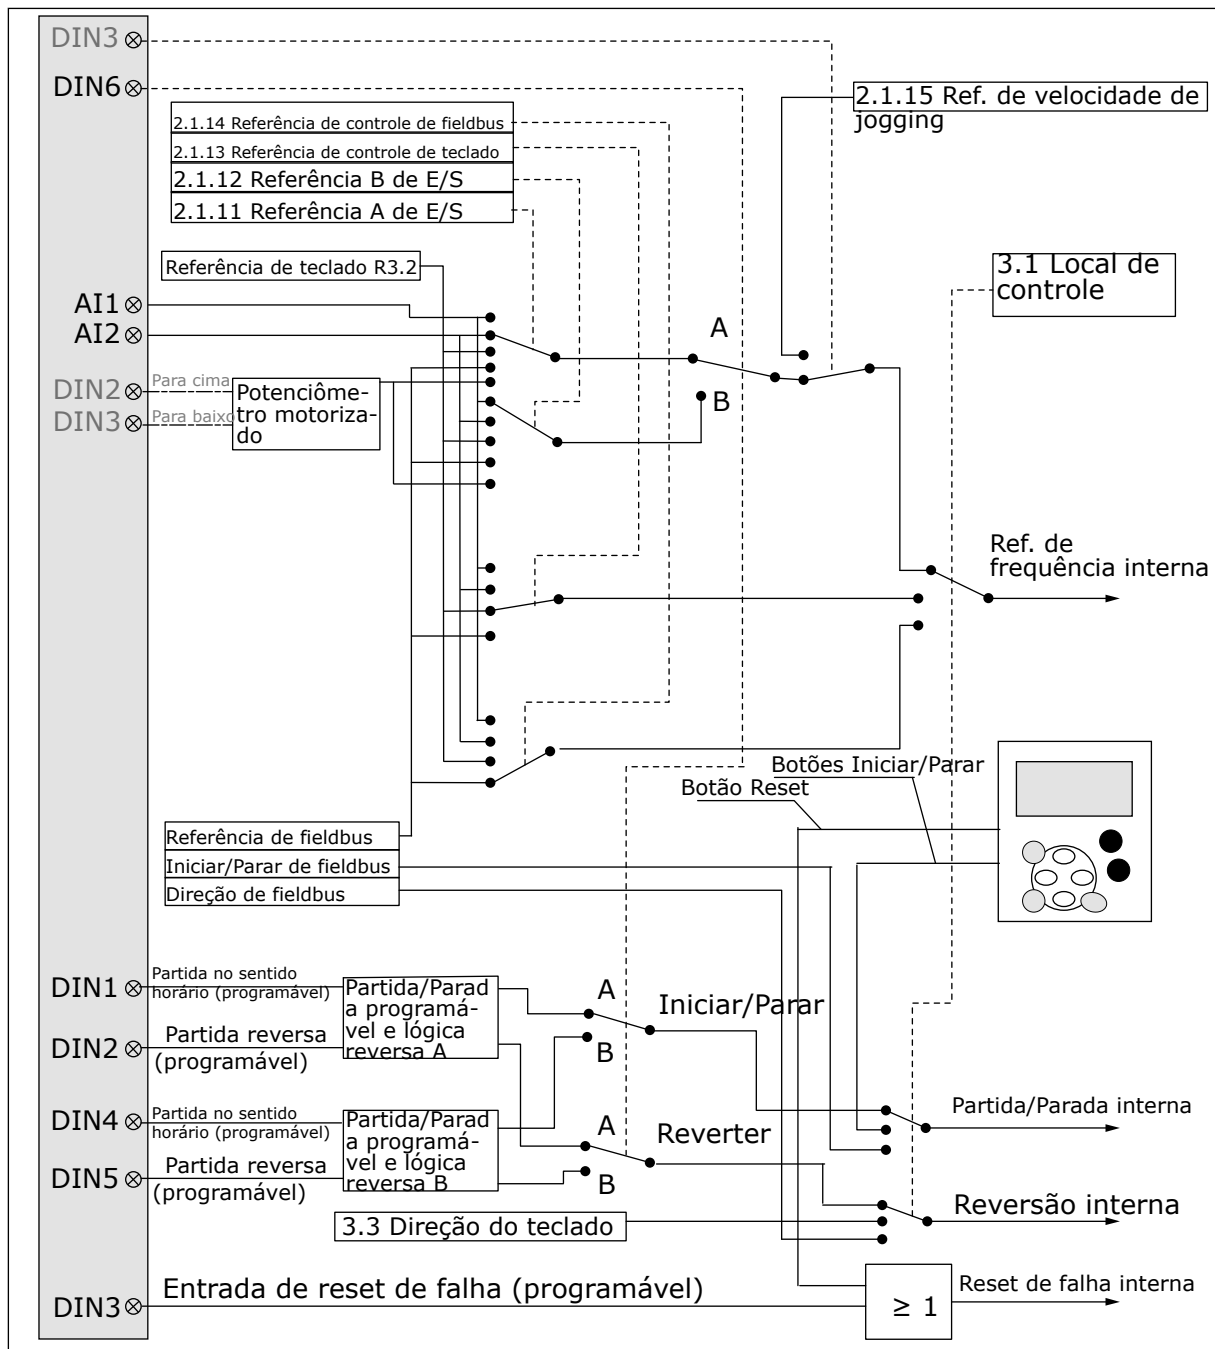 DIN3
DIN6
2.1.15 Ref. de velocidade de
jogging
2.1.14 Referência de controle de fieldbus
2.1.13 Referência de controle de teclado
2.1.12 Referência B de E/S
2.1.11 Referência A de E/S
Referência de teclado R3.2
3.1 Local de
controle
AI1
AI2
A
DIN2
Para cima
DIN3
Para baixo
Potenciôme-
tro motoriza-
do
B
Ref. de
frequência interna
Botões Iniciar/Parar
Botão Reset
Referência de fieldbus
Iniciar/Parar de fieldbus
Direção de fieldbus
DIN1
Partida no sentido
horário (programável)
Partida/Parad
a programá-
vel e lógica
reversa A
A
Iniciar/Parar
DIN2
Partida reversa
(programável)
B
DIN4
Partida no sentido
horário (programável)
Partida/Parad
a programá-
vel e lógica
reversa B
A
Reverter
Partida/Parada interna
DIN5
Partida reversa
(programável)
B
3.3 Direção do teclado
Reversão interna
DIN3
Entrada de reset de falha (programável)
≥ 1
Reset de falha interna